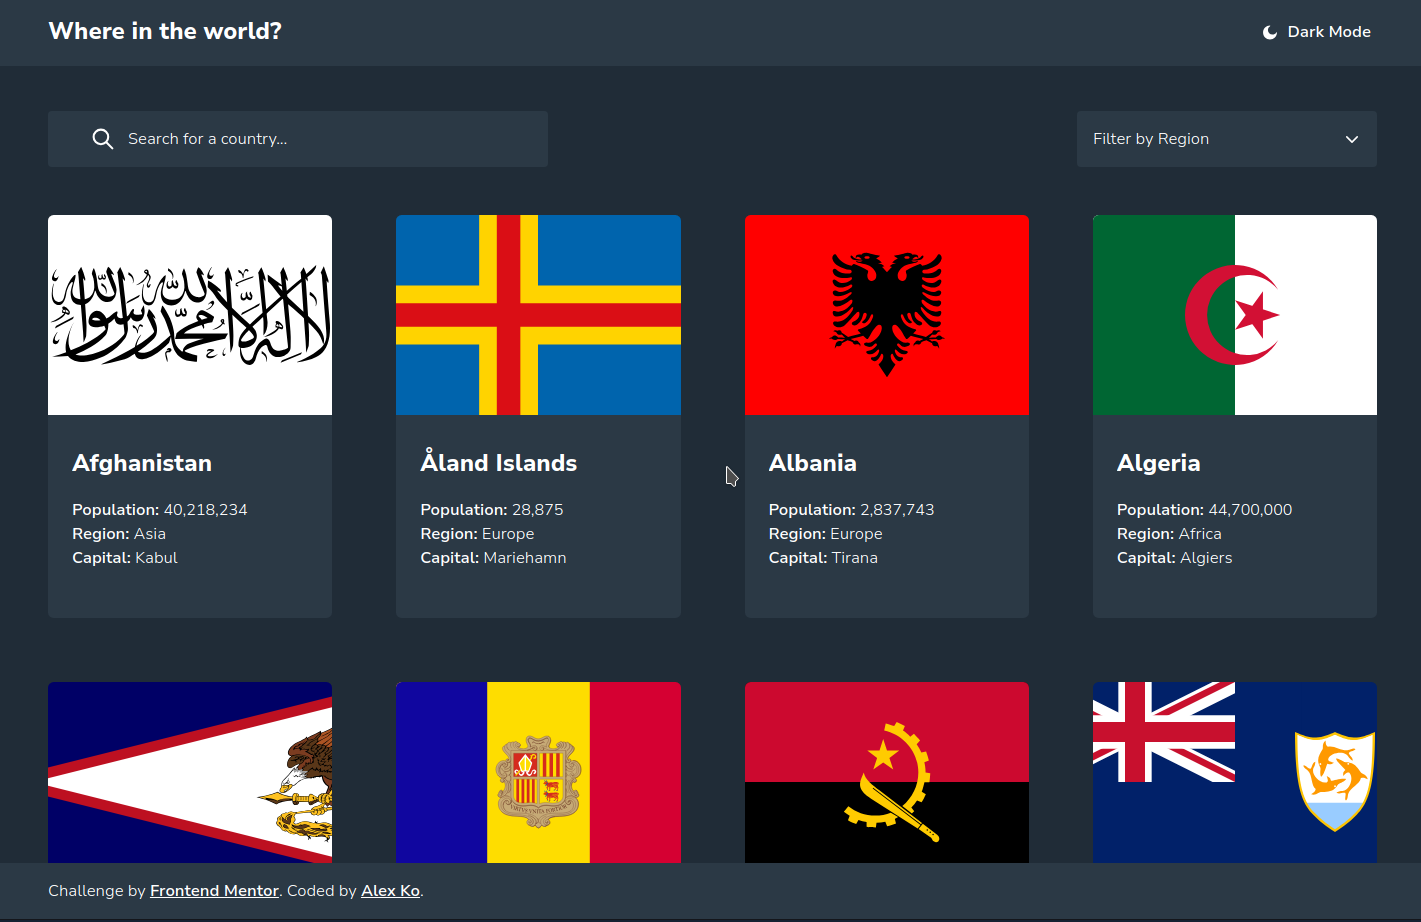 Where in the world?
Dark Mode
Search for a country...
Filter by Region
لا إله إلا الله محمد رسول الله
Afghanistan
Population: 40,218,234
Region: Asia
Capital: Kabul
Åland Islands
Population: 28,875
Region: Europe
Capital: Mariehamn
Albania
Population: 2,837,743
Region: Europe
Capital: Tirana
Algeria
Population: 44,700,000
Region: Africa
Capital: Algiers
VIRTVS VNITA FORTIOR
Challenge by Frontend Mentor. Coded by Alex Ko.